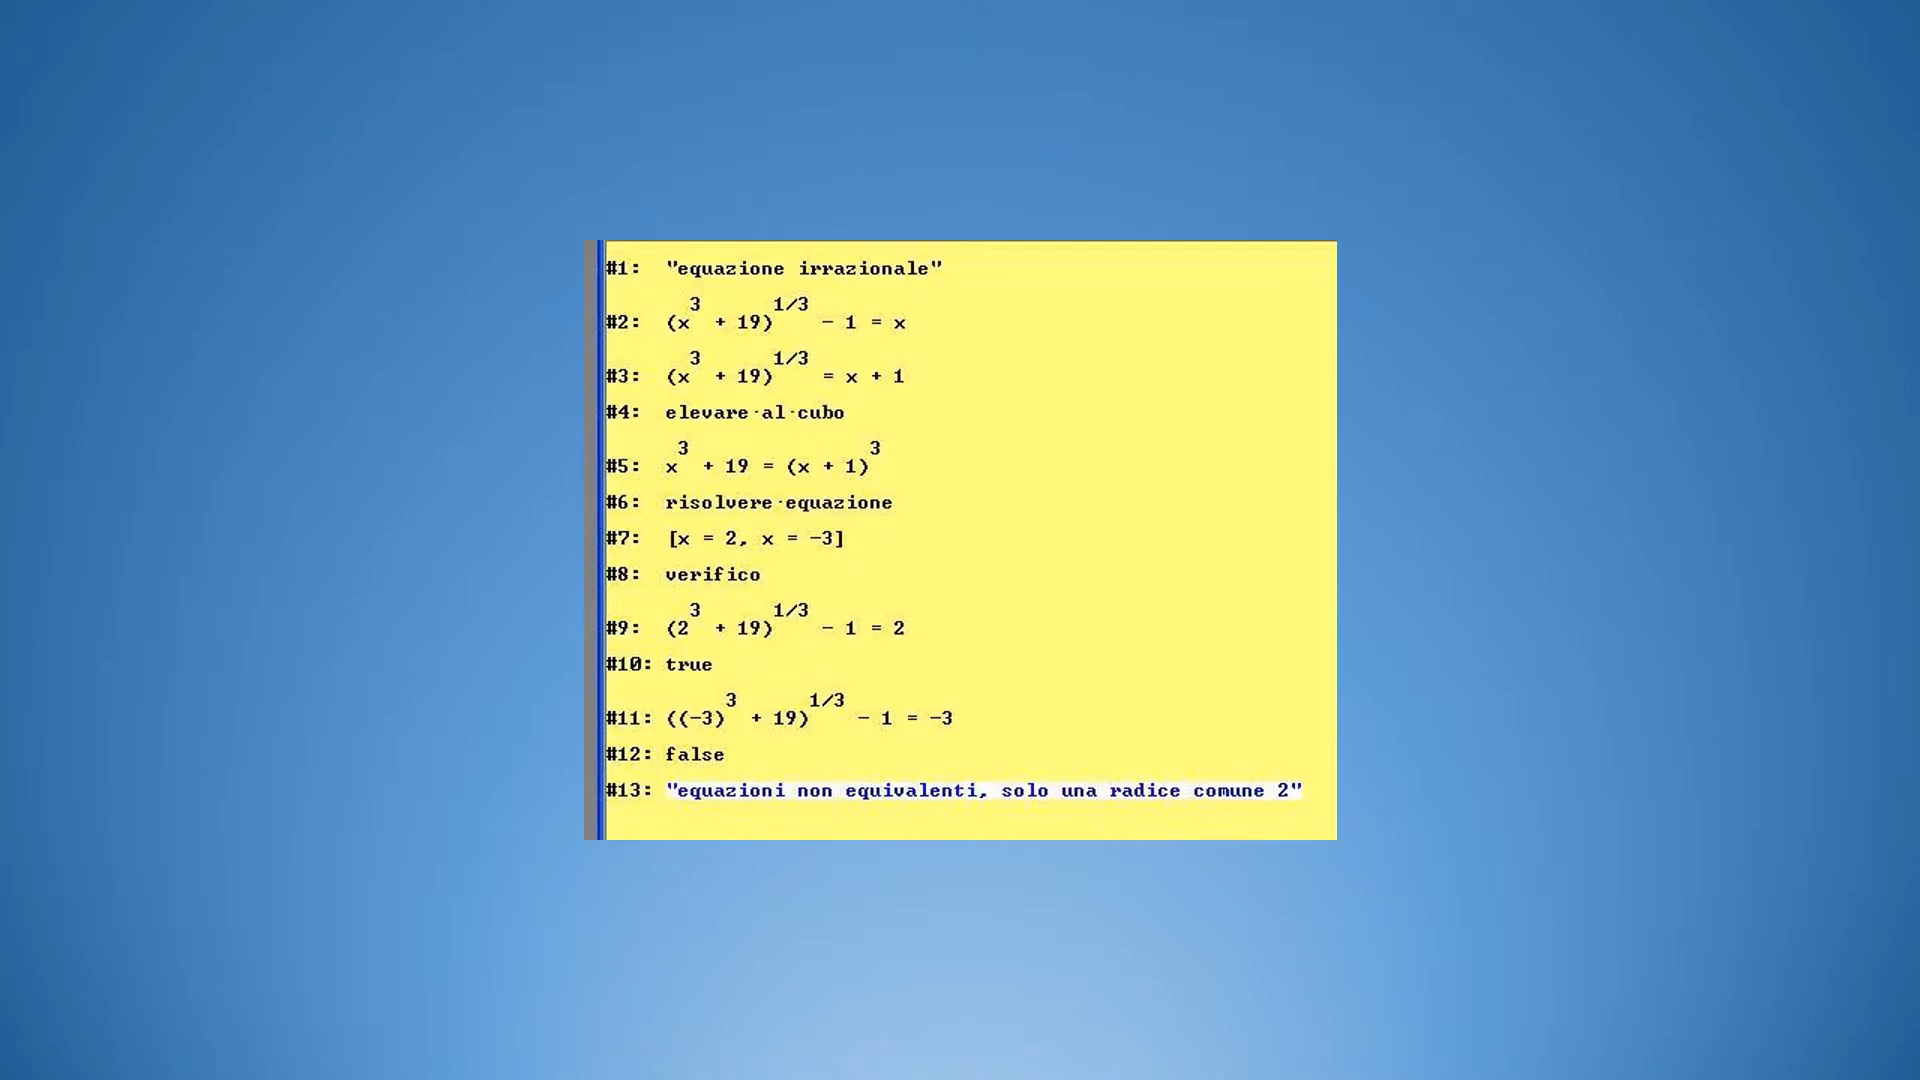 #1: "equazione irrazionale"
#2: (x^3 + 19)^1/3 - 1 = x
#3: (x^3 + 19)^1/3 = x + 1
#4: elevare·al·cubo
#5: x^3 + 19 = (x + 1)^3
#6: risolvere·equazione
#7: [x = 2, x = -3]
#8: verifico
#9: (2^3 + 19)^1/3 - 1 = 2
#10: true
#11: ((-3)^3 + 19)^1/3 - 1 = -3
#12: false
#13: "equazioni non equivalenti, solo una radice comune 2"